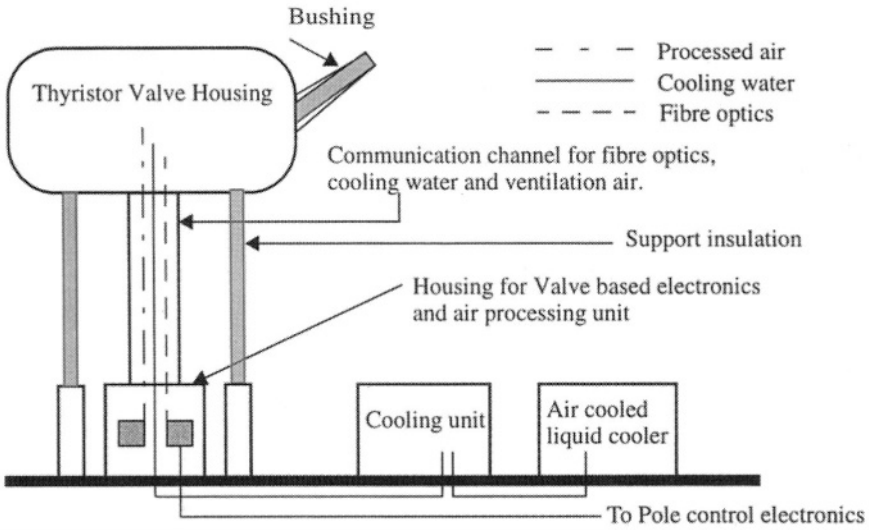 Bushing
Thyristor Valve Housing
Processed air
Cooling water
Fibre optics
Communication channel for fibre optics,
cooling water and ventilation air.
Support insulation
Housing for Valve based electronics
and air processing unit
Cooling unit
Air cooled
liquid cooler
To Pole control electronics